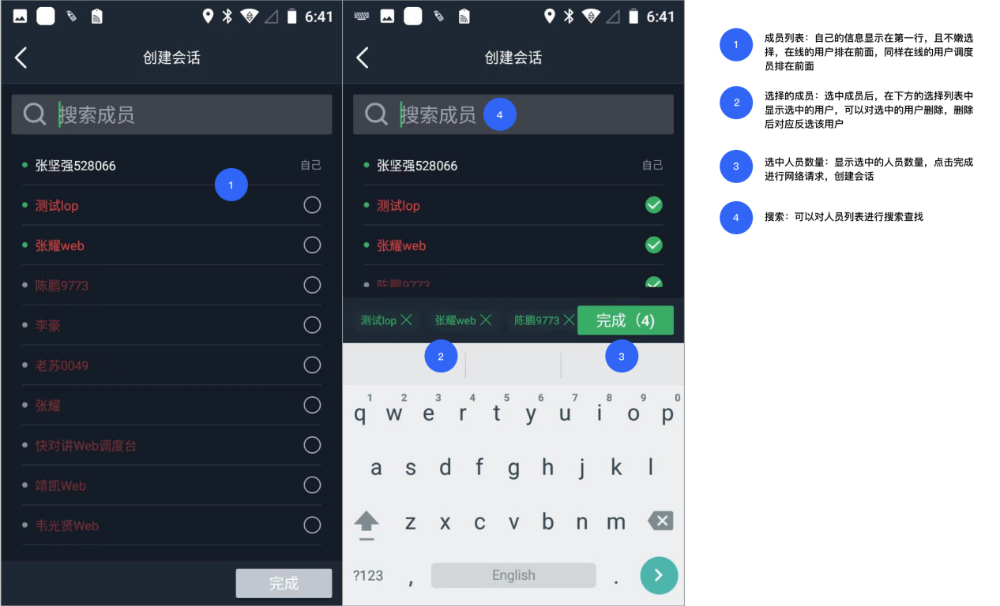 6:41
创建会话
搜索成员
张坚强528066 自己
1
测试lop
张耀web
陈鹏9773
李豪
老苏0049
张耀
快对讲Web调度台
靖凯Web
韦光贤Web
完成
6:41
创建会话
搜索成员 4
张坚强528066 自己
测试lop
张耀web
陈鹏9773
测试lop 张耀web 陈鹏9773 完成（4）
2 3
1 2 3 4 5 6 7 8 9 0
q w e r t y u i o p
a s d f g h j k l
z x c v b n m
?123 , English .
1
成员列表：自己的信息显示在第一行，且不嫩选
择，在线的用户排在前面，同样在线的用户调度
员排在前面
2
选择的成员：选中成员后，在下方的选择列表中
显示选中的用户，可以对选中的用户删除，删除
后对应反选该用户
3
选中人员数量：显示选中的人员数量，点击完成
进行网络请求，创建会话
4
搜索：可以对人员列表进行搜索查找